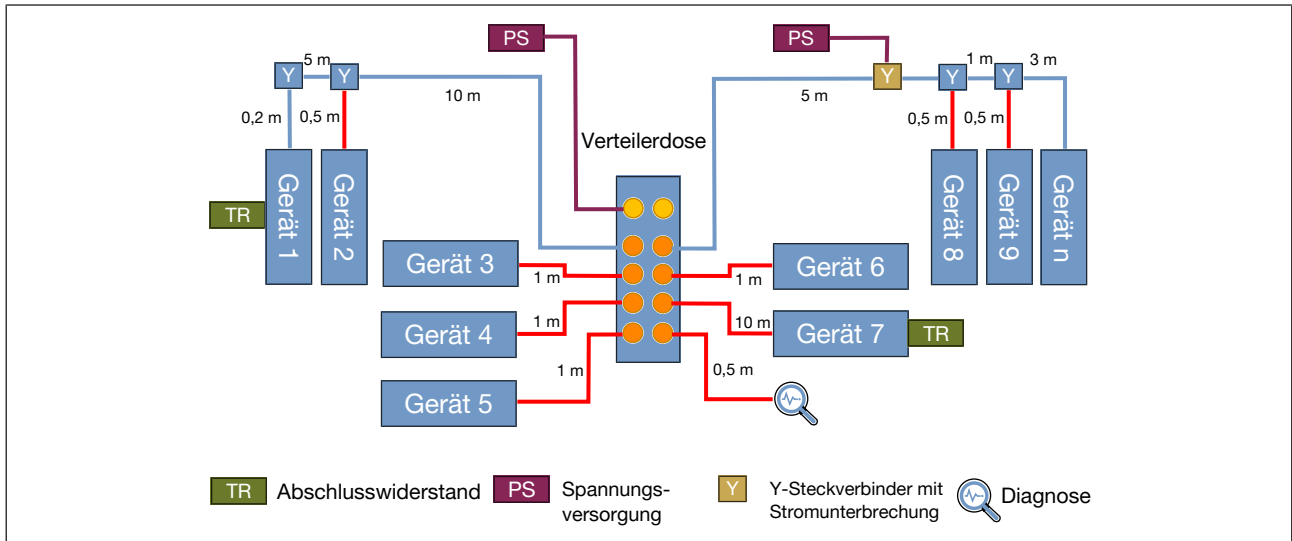 PS
PS
Y
5 m
Y
10 m
5 m
Y
Y
1 m
Y
3 m
0,2 m
0,5 m
0,5 m
0,5 m
Verteilerdose
TR
Gerät 1
Gerät 2
Gerät 8
Gerät 9
Gerät n
Gerät 3
1 m
1 m
Gerät 6
Gerät 4
1 m
10 m
Gerät 7
TR
Gerät 5
1 m
0,5 m
TR
Abschlusswiderstand
PS
Spannungs-
versorgung
Y
Y-Steckverbinder mit
Stromunterbrechung
Diagnose